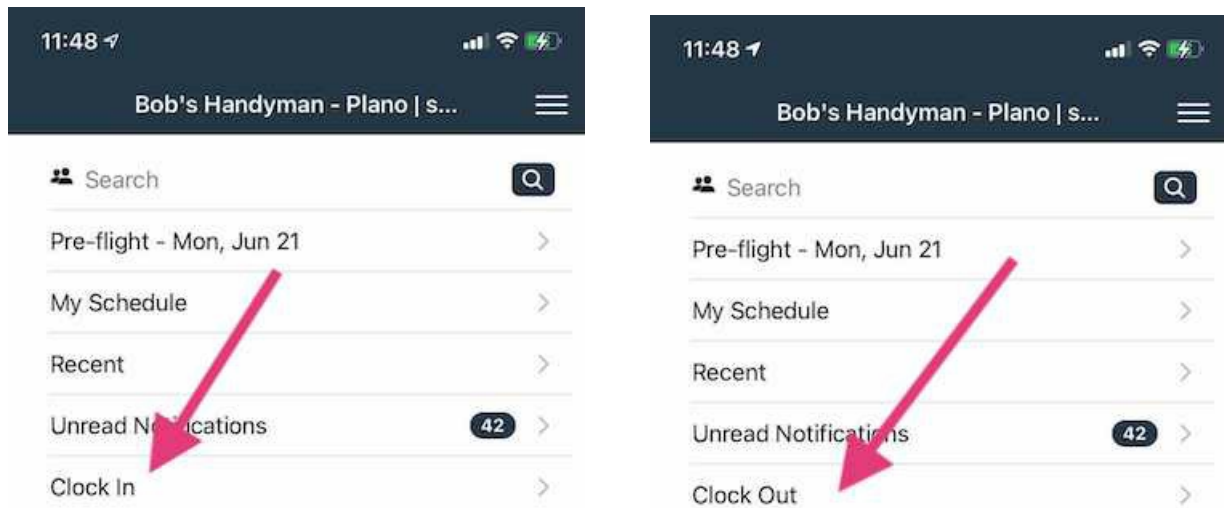 11:48
Bob's Handyman - Plano | s...
Search
Pre-flight - Mon, Jun 21
My Schedule
Recent
Unread Notifications 42
Clock In
11:48
Bob's Handyman - Plano | s...
Search
Pre-flight - Mon, Jun 21
My Schedule
Recent
Unread Notifications 42
Clock Out